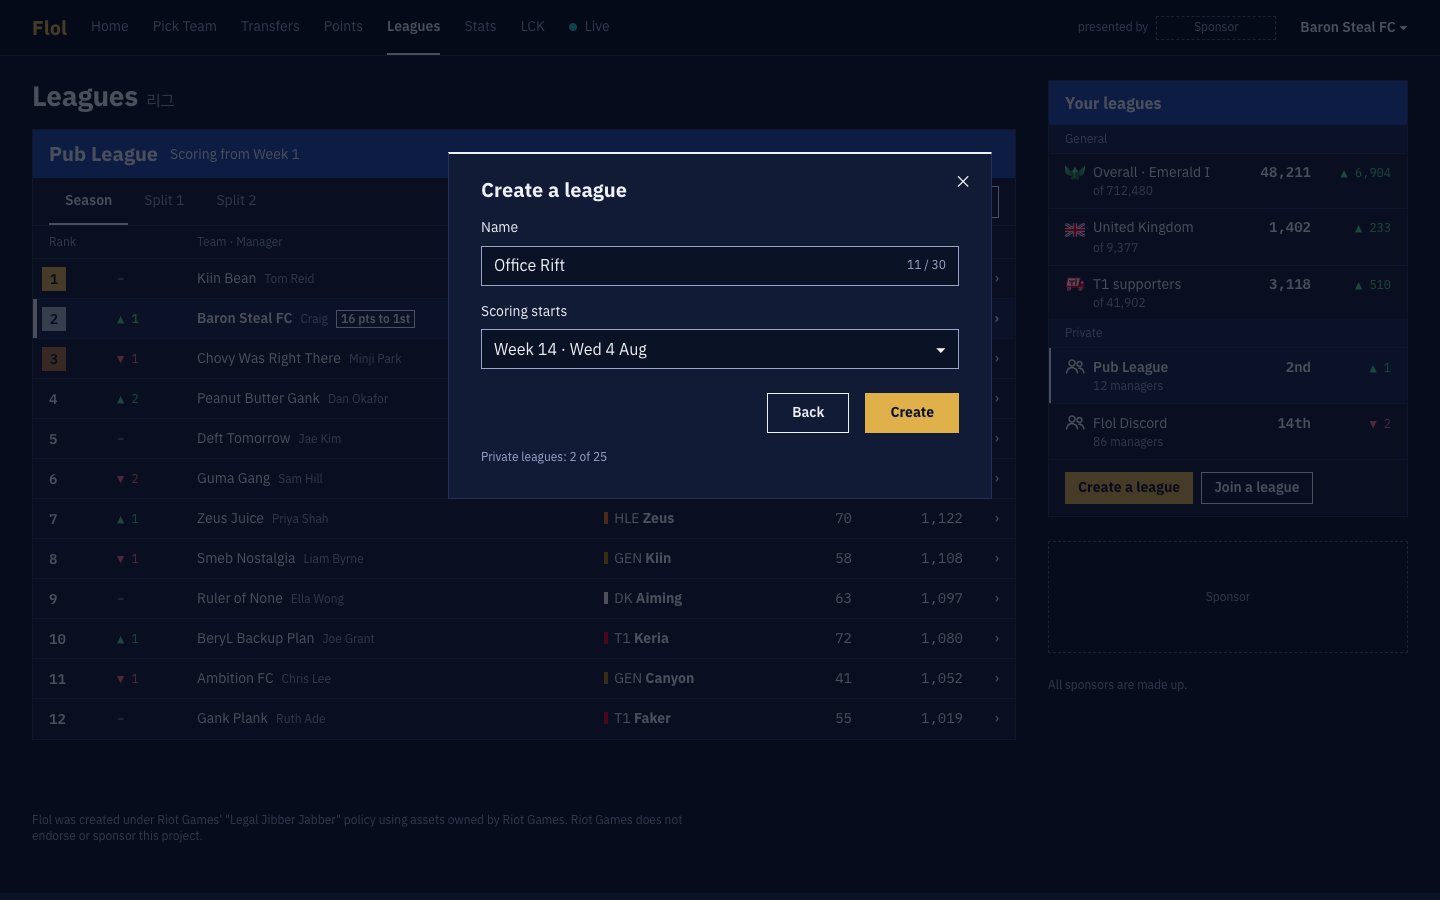 Flol Home Pick Team Transfers Points Leagues Stats LCK Live presented by Sponsor Baron Steal FC
Leagues 리그
Pub League Scoring from Week 1
Season Split 1 Split 2
Rank Team · Manager
1 – Kiin Bean Tom Reid ›
2 ▲ 1 Baron Steal FC Craig 16 pts to 1st ›
3 ▼ 1 Chovy Was Right There Minji Park ›
4 ▲ 2 Peanut Butter Gank Dan Okafor ›
5 – Deft Tomorrow Jae Kim ›
6 ▼ 2 Guma Gang Sam Hill ›
7 ▲ 1 Zeus Juice Priya Shah HLE Zeus 70 1,122 ›
8 ▼ 1 Smeb Nostalgia Liam Byrne GEN Kiin 58 1,108 ›
9 – Ruler of None Ella Wong DK Aiming 63 1,097 ›
10 ▲ 1 BeryL Backup Plan Joe Grant T1 Keria 72 1,080 ›
11 ▼ 1 Ambition FC Chris Lee GEN Canyon 41 1,052 ›
12 – Gank Plank Ruth Ade T1 Faker 55 1,019 ›
Create a league
Name
Office Rift 11 / 30
Scoring starts
Week 14 · Wed 4 Aug
Back Create
Private leagues: 2 of 25
Your leagues
General
Overall · Emerald I 48,211 ▲ 6,904
of 712,480
United Kingdom 1,402 ▲ 233
of 9,377
T1 supporters 3,118 ▲ 510
of 41,902
Private
Pub League 2nd ▲ 1
12 managers
Flol Discord 14th ▼ 2
86 managers
Create a league Join a league
Sponsor
All sponsors are made up.
Flol was created under Riot Games' "Legal Jibber Jabber" policy using assets owned by Riot Games. Riot Games does not
endorse or sponsor this project.